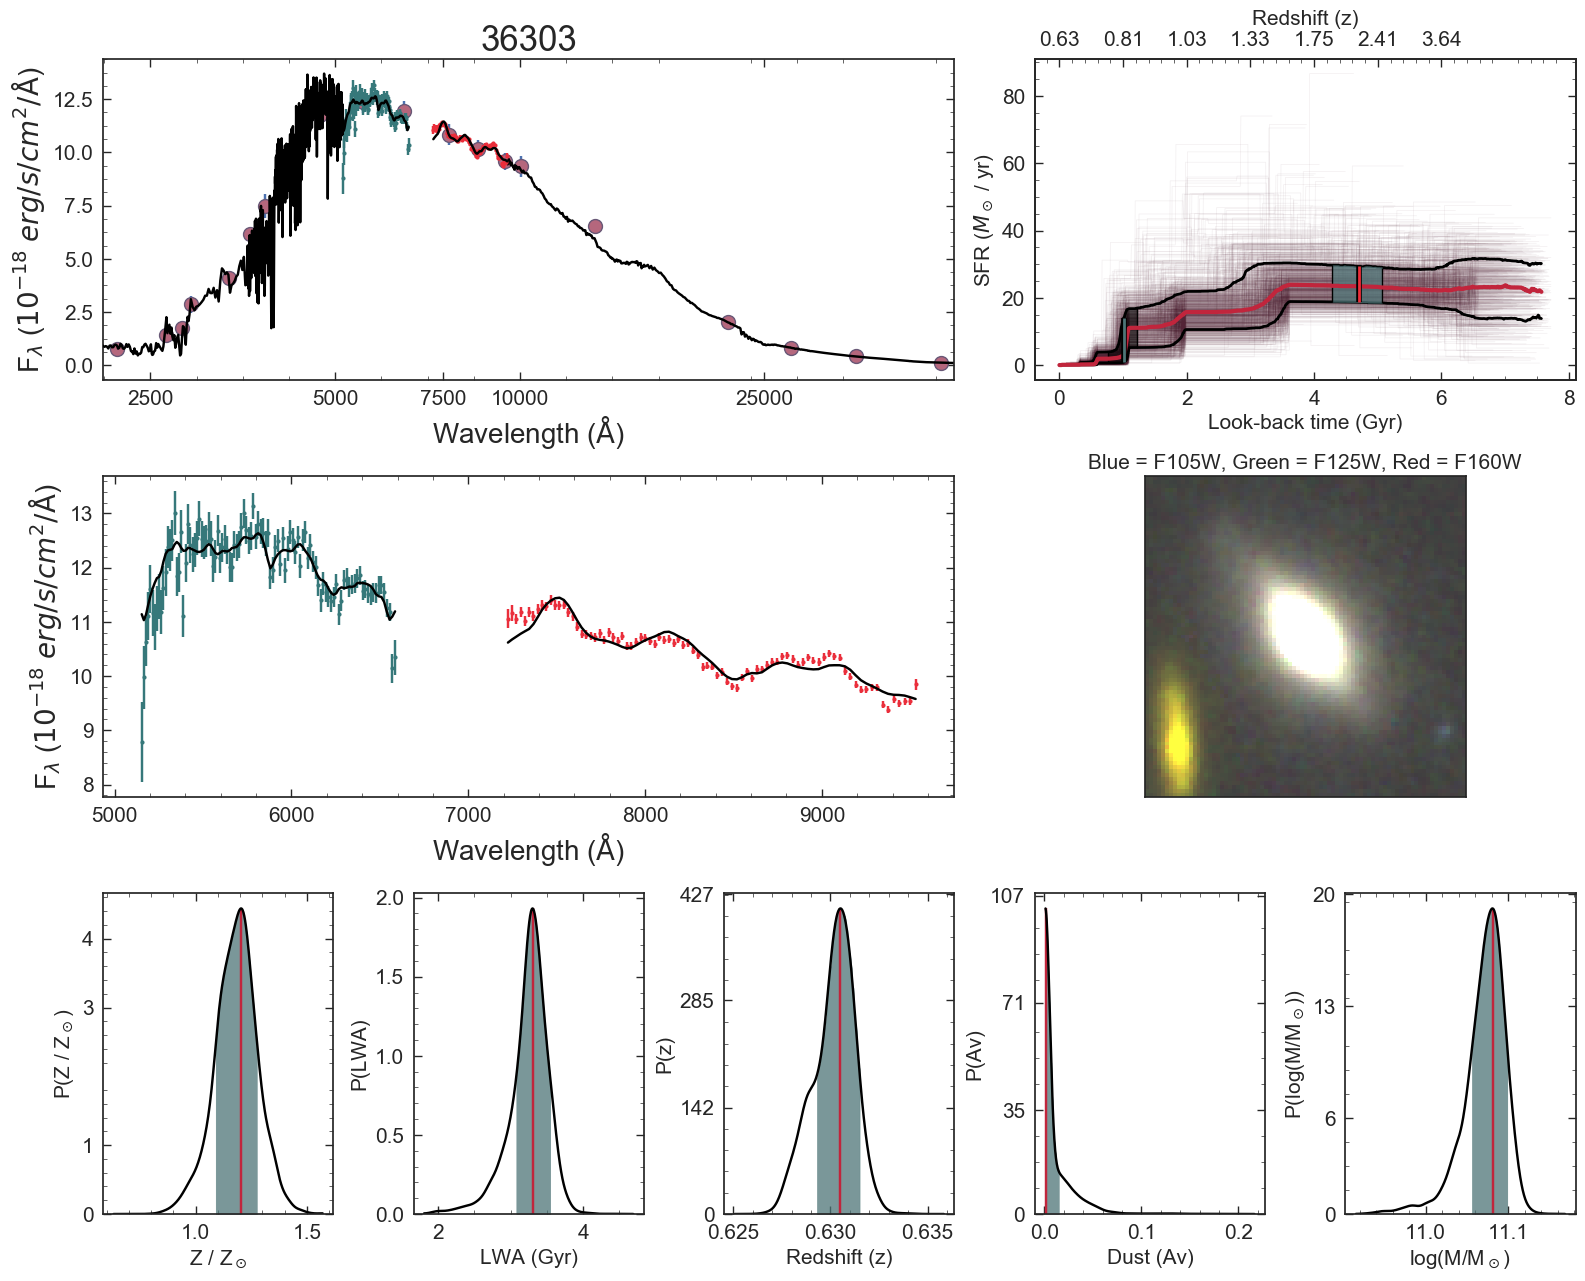 36303
12.5
10.0
7.5
5.0
2.5
0.0
F_λ (10^−18 erg/s/cm^2/Å)
2500 5000 7500 10000 25000
Wavelength (Å)
Redshift (z)
0.63 0.81 1.03 1.33 1.75 2.41 3.64
80
60
40
20
0
SFR (M_⊙ / yr)
0 2 4 6 8
Look-back time (Gyr)
13
12
11
10
9
8
F_λ (10^−18 erg/s/cm^2/Å)
5000 6000 7000 8000 9000
Wavelength (Å)
Blue = F105W, Green = F125W, Red = F160W
4
3
1
0
P(Z / Z_⊙)
1.0 1.5
Z / Z_⊙
2.0
1.5
1.0
0.5
0.0
P(LWA)
2 4
LWA (Gyr)
427
285
142
0
P(z)
0.625 0.630 0.635
Redshift (z)
107
71
35
0
P(Av)
0.0 0.1 0.2
Dust (Av)
20
13
6
0
P(log(M/M_⊙))
11.0 11.1
log(M/M_⊙)